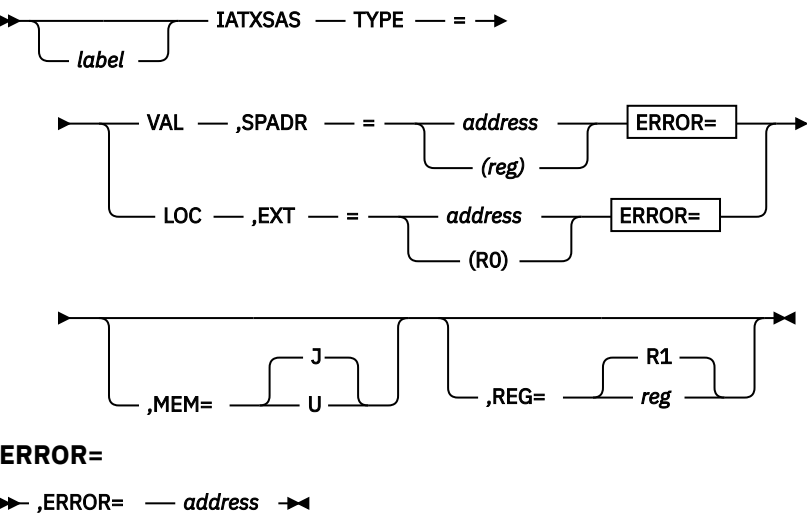 IATXSAS TYPE =
label
VAL ,SPADR = address ERROR=
(reg)
LOC ,EXT = address ERROR=
(R0)
J R1
,MEM= U ,REG= reg
ERROR=
,ERROR= address